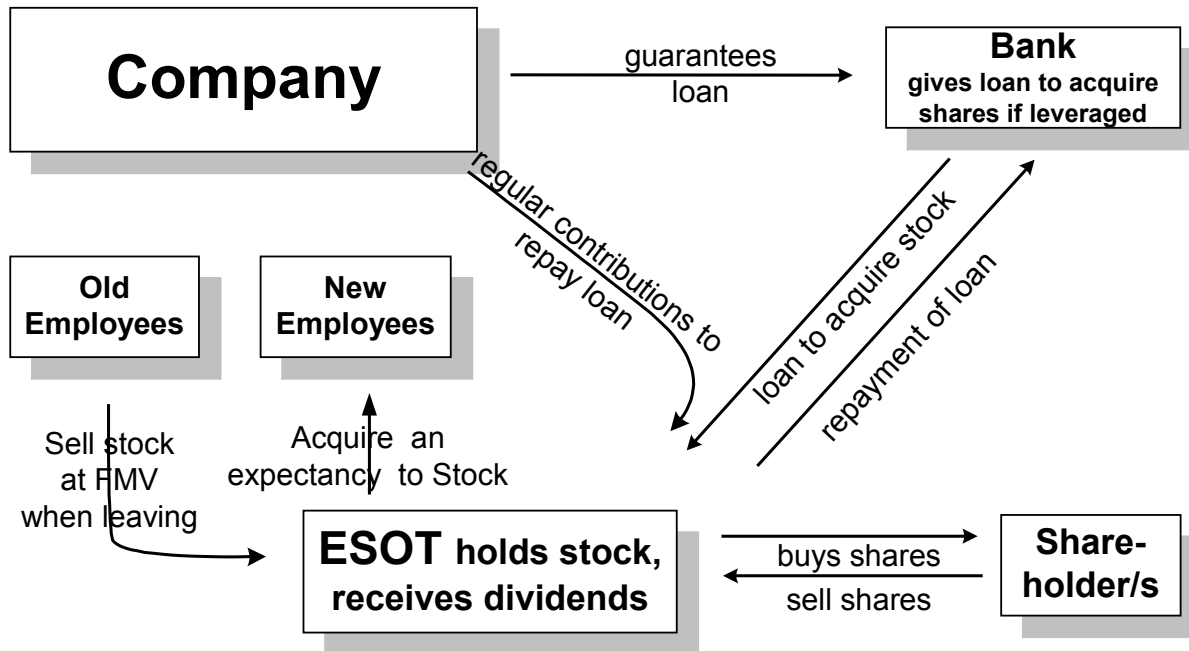 Company
guarantees
loan
Bank
gives loan to acquire
shares if leveraged
regular contributions to
repay loan
loan to acquire stock
repayment of loan
Old
Employees
New
Employees
Sell stock
at FMV
when leaving
Acquire an
expectancy to Stock
ESOT holds stock,
receives dividends
buys shares
sell shares
Share-
holder/s